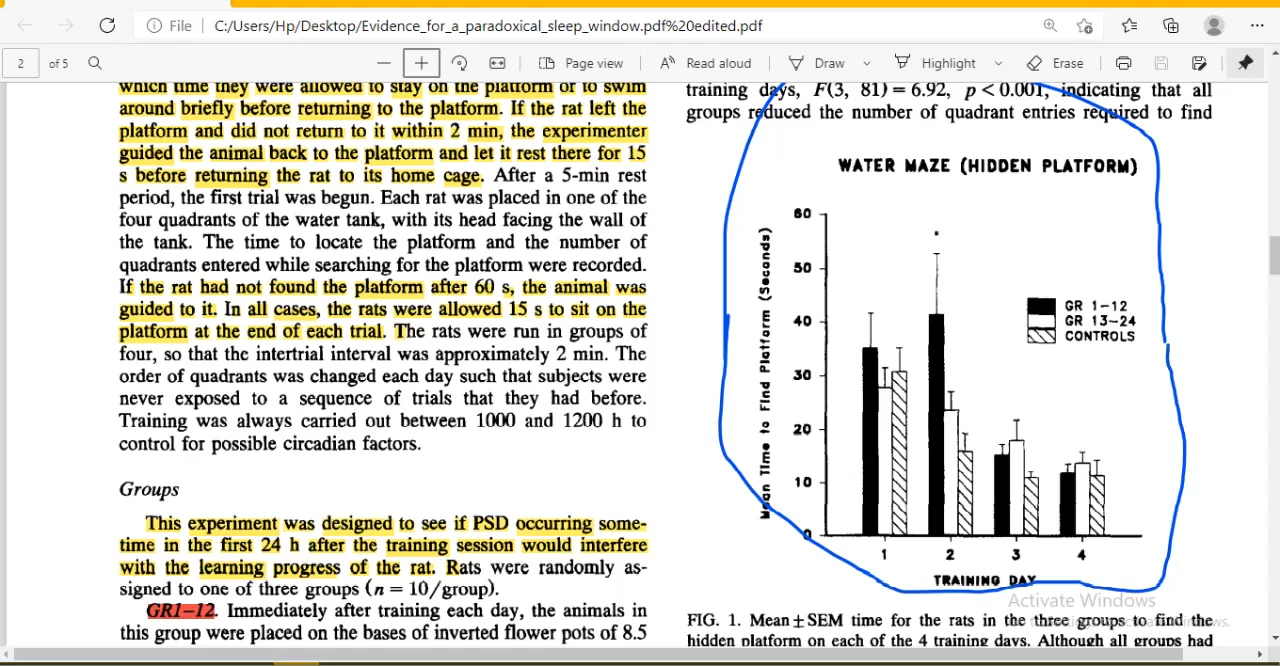 File
C:/Users/Hp/Desktop/Evidence_for_a_paradoxical_sleep_window.pdf%20edited.pdf
2 of 5
Page view
Read aloud
Draw
Highlight
Erase
which time they were allowed to stay on the platform or to swim
around briefly before returning to the platform. If the rat left the
platform and did not return to it within 2 min, the experimenter
guided the animal back to the platform and let it rest there for 15
s before returning the rat to its home cage. After a 5-min rest
period, the first trial was begun. Each rat was placed in one of the
four quadrants of the water tank, with its head facing the wall of
the tank. The time to locate the platform and the number of
quadrants entered while searching for the platform were recorded.
If the rat had not found the platform after 60 s, the animal was
guided to it. In all cases, the rats were allowed 15 s to sit on the
platform at the end of each trial. The rats were run in groups of
four, so that the intertrial interval was approximately 2 min. The
order of quadrants was changed each day such that subjects were
never exposed to a sequence of trials that they had before.
Training was always carried out between 1000 and 1200 h to
control for possible circadian factors.
Groups
This experiment was designed to see if PSD occurring some-
time in the first 24 h after the training session would interfere
with the learning progress of the rat. Rats were randomly as-
signed to one of three groups (n = 10/group).
GR1–12. Immediately after training each day, the animals in
this group were placed on the bases of inverted flower pots of 8.5
training days, F(3, 81) = 6.92, p < 0.001, indicating that all
groups reduced the number of quadrant entries required to find
WATER MAZE (HIDDEN PLATFORM)
Mean Time to Find Platform (Seconds)
60
50
40
30
20
10
0
*
GR 1–12
GR 13–24
CONTROLS
1 2 3 4
TRAINING DAY
Activate Windows
FIG. 1. Mean ± SEM time for the rats in the three groups to find the
hidden platform on each of the 4 training days. Although all groups had